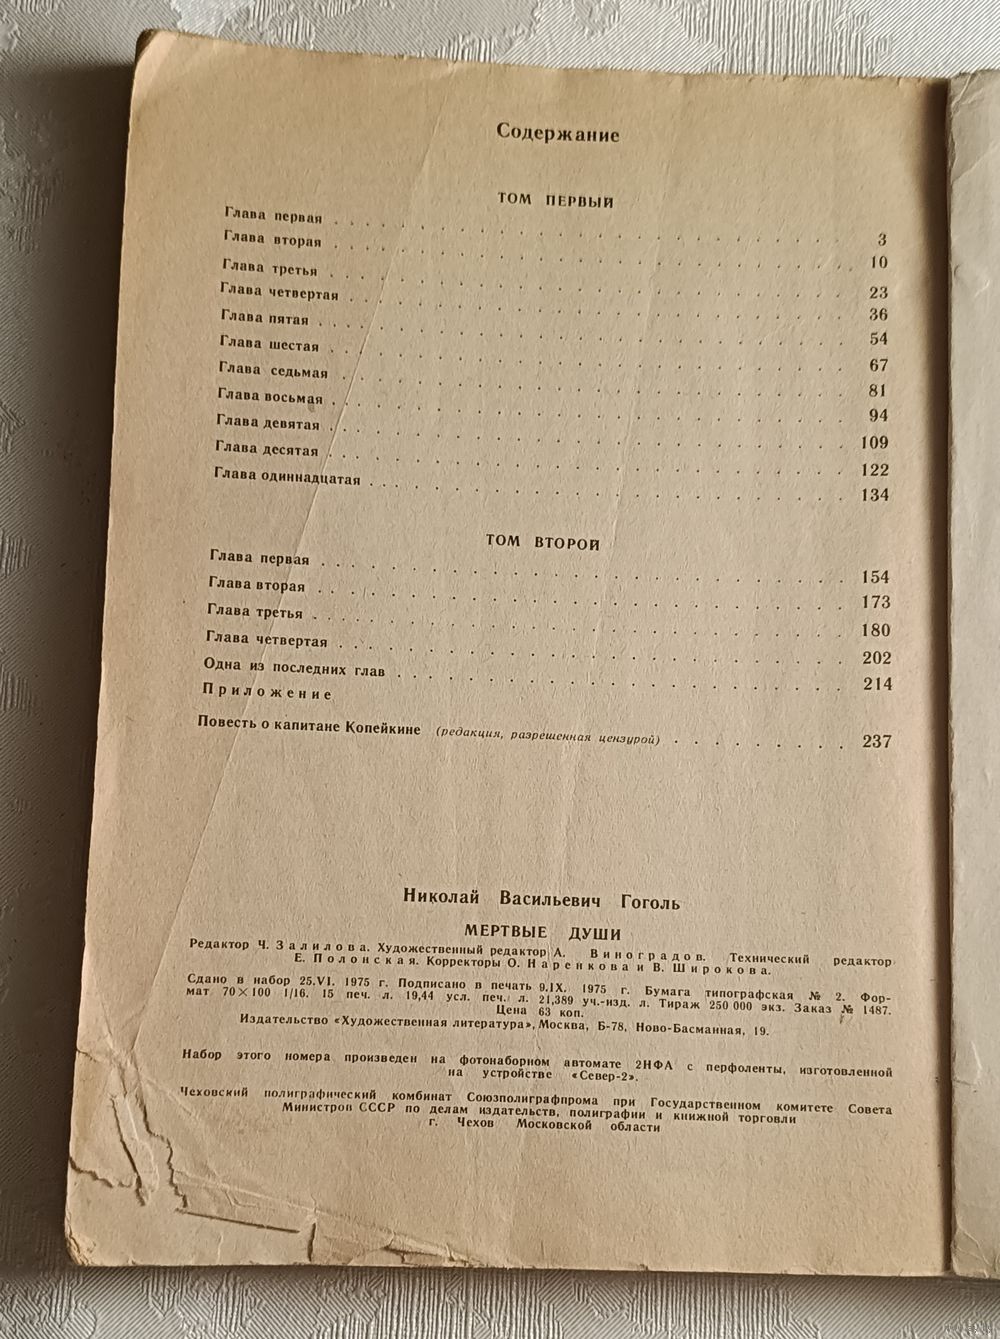 Содержание
ТОМ ПЕРВЫЙ
Глава первая . . . . . . . . . . . . . . . . . . . . 3
Глава вторая . . . . . . . . . . . . . . . . . . . . 10
Глава третья . . . . . . . . . . . . . . . . . . . . 23
Глава четвертая . . . . . . . . . . . . . . . . . . . . 36
Глава пятая . . . . . . . . . . . . . . . . . . . . 54
Глава шестая . . . . . . . . . . . . . . . . . . . . 67
Глава седьмая . . . . . . . . . . . . . . . . . . . . 81
Глава восьмая . . . . . . . . . . . . . . . . . . . . 94
Глава девятая . . . . . . . . . . . . . . . . . . . . 109
Глава десятая . . . . . . . . . . . . . . . . . . . . 122
Глава одиннадцатая . . . . . . . . . . . . . . . . . . . . 134
ТОМ ВТОРОЙ
Глава первая . . . . . . . . . . . . . . . . . . . . 154
Глава вторая . . . . . . . . . . . . . . . . . . . . 173
Глава третья . . . . . . . . . . . . . . . . . . . . 180
Глава четвертая . . . . . . . . . . . . . . . . . . . . 202
Одна из последних глав . . . . . . . . . . . . . . . . . . 214
Приложение
Повесть о капитане Копейкине (редакция, разрешенная цензурой) . . . . . . . . . 237
Николай Васильевич Гоголь
МЕРТВЫЕ ДУШИ
Редактор Ч. Залилова. Художественный редактор А. Виноградов. Технический редактор
Е. Полонская. Корректоры О. Наренкова и В. Широкова.
Сдано в набор 25.VI. 1975 г. Подписано в печать 9.IX. 1975 г. Бумага типографская № 2. Фор-
мат 70×100 1/16. 15 печ. л. 19,44 усл. печ. л. 21,389 уч.-изд. л. Тираж 250 000 экз. Заказ № 1487.
Цена 63 коп.
Издательство «Художественная литература», Москва, Б-78, Ново-Басманная, 19.
Набор этого номера произведен на фотонаборном автомате 2НФА с перфоленты, изготовленной
на устройстве «Север-2».
Чеховский полиграфический комбинат Союзполиграфпрома при Государственном комитете Совета
Министров СССР по делам издательств, полиграфии и книжной торговли
г. Чехов Московской области